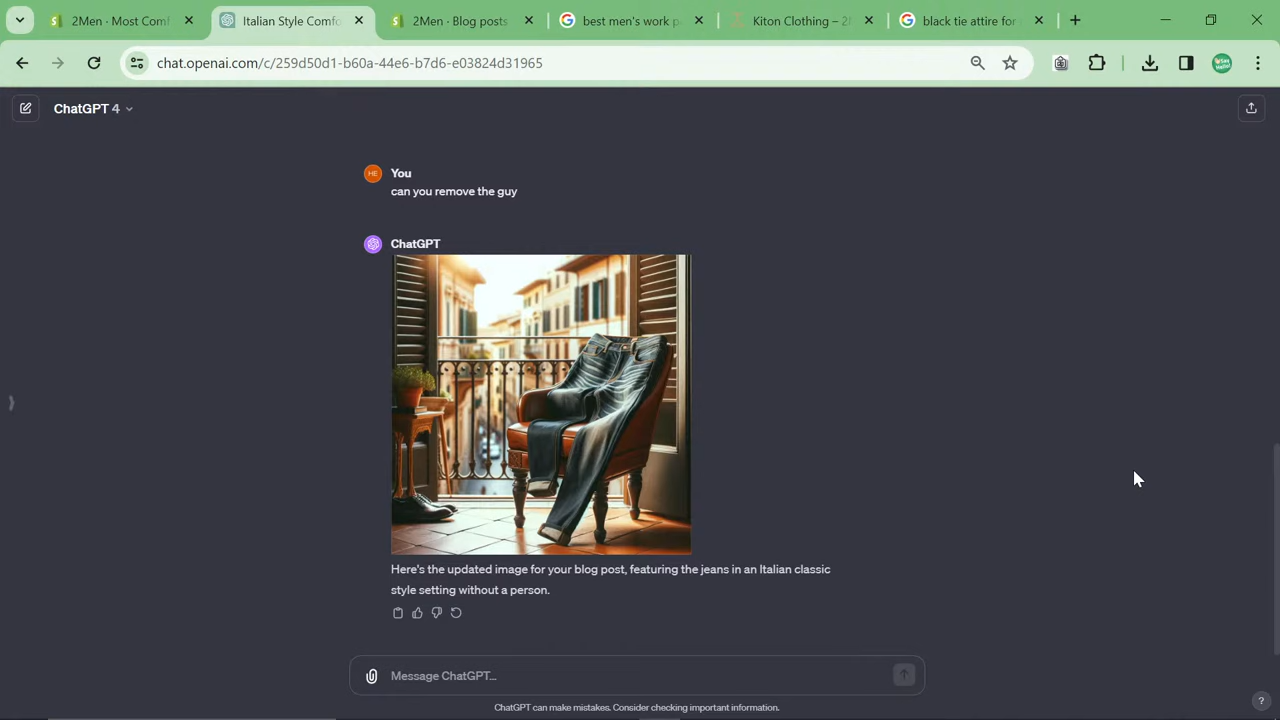 2Men · Most Comf
Italian Style Comfo
2Men · Blog posts
best men's work p
Kiton Clothing – 2
black tie attire for
chat.openai.com/c/259d50d1-b60a-44e6-b7d6-e03824d31965
ChatGPT 4
HE
You
can you remove the guy
ChatGPT
Here's the updated image for your blog post, featuring the jeans in an Italian classic
style setting without a person.
Message ChatGPT...
ChatGPT can make mistakes. Consider checking important information.
?